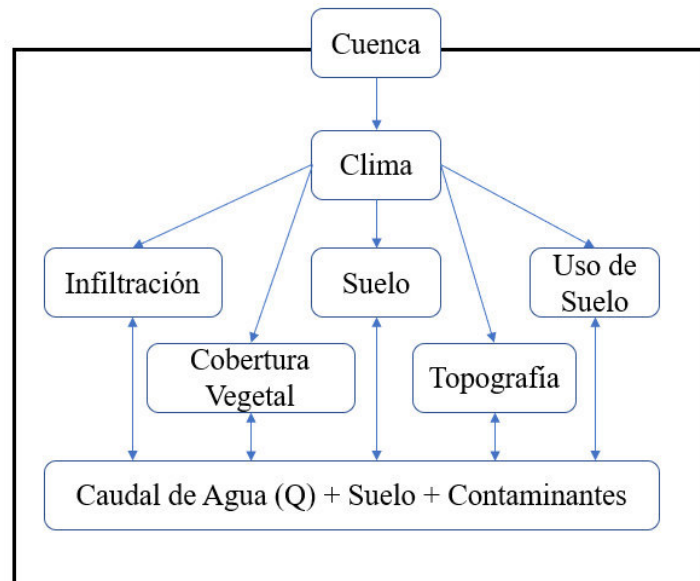 Cuenca
Clima
Infiltración
Suelo
Uso de
Suelo
Cobertura
Vegetal
Topografía
Caudal de Agua (Q) + Suelo + Contaminantes